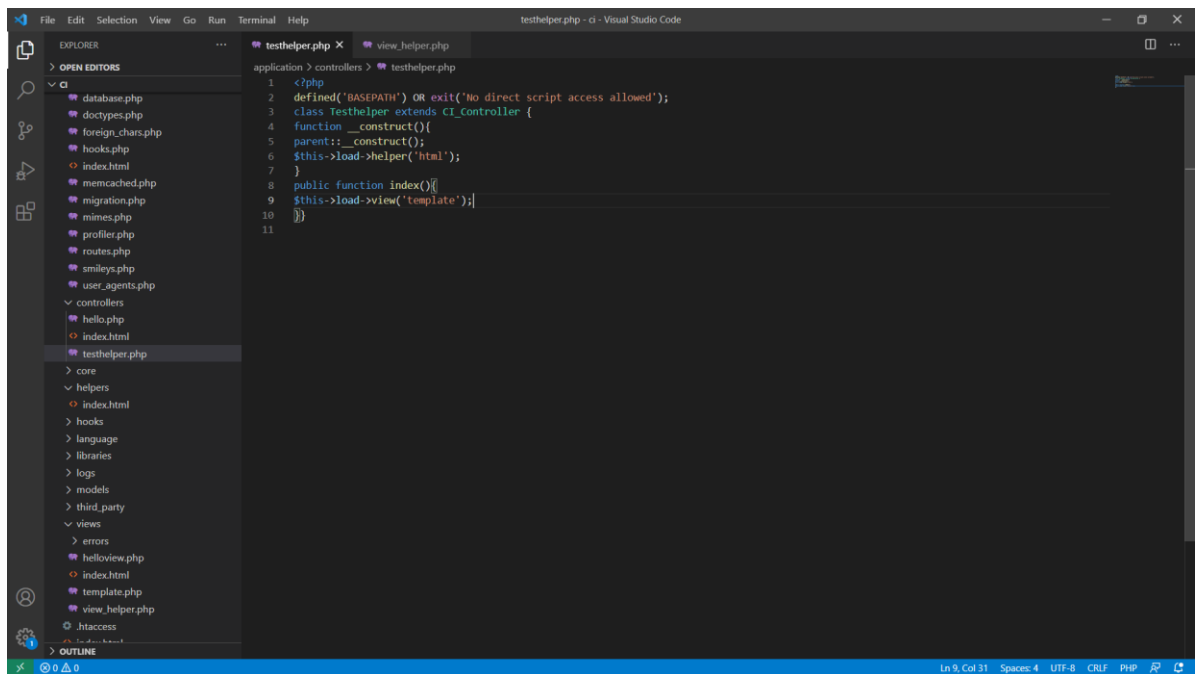 File Edit Selection View Go Run Terminal Help testhelper.php - ci - Visual Studio Code
EXPLORER ...
> OPEN EDITORS
CI
database.php
doctypes.php
foreign_chars.php
hooks.php
index.html
memcached.php
migration.php
mimes.php
profiler.php
routes.php
smileys.php
user_agents.php
controllers
hello.php
index.html
testhelper.php
> core
helpers
index.html
> hooks
> language
> libraries
> logs
> models
> third_party
views
> errors
helloview.php
index.html
template.php
view_helper.php
.htaccess
index.html
> OUTLINE
testhelper.php view_helper.php
application > controllers > testhelper.php
1 <?php
2 defined('BASEPATH') OR exit('No direct script access allowed');
3 class Testhelper extends CI_Controller {
4 function __construct(){
5 parent::__construct();
6 $this->load->helper('html');
7 }
8 public function index(){
9 $this->load->view('template');
10 }}
11
1
0 0 Ln 9, Col 31 Spaces: 4 UTF-8 CRLF PHP